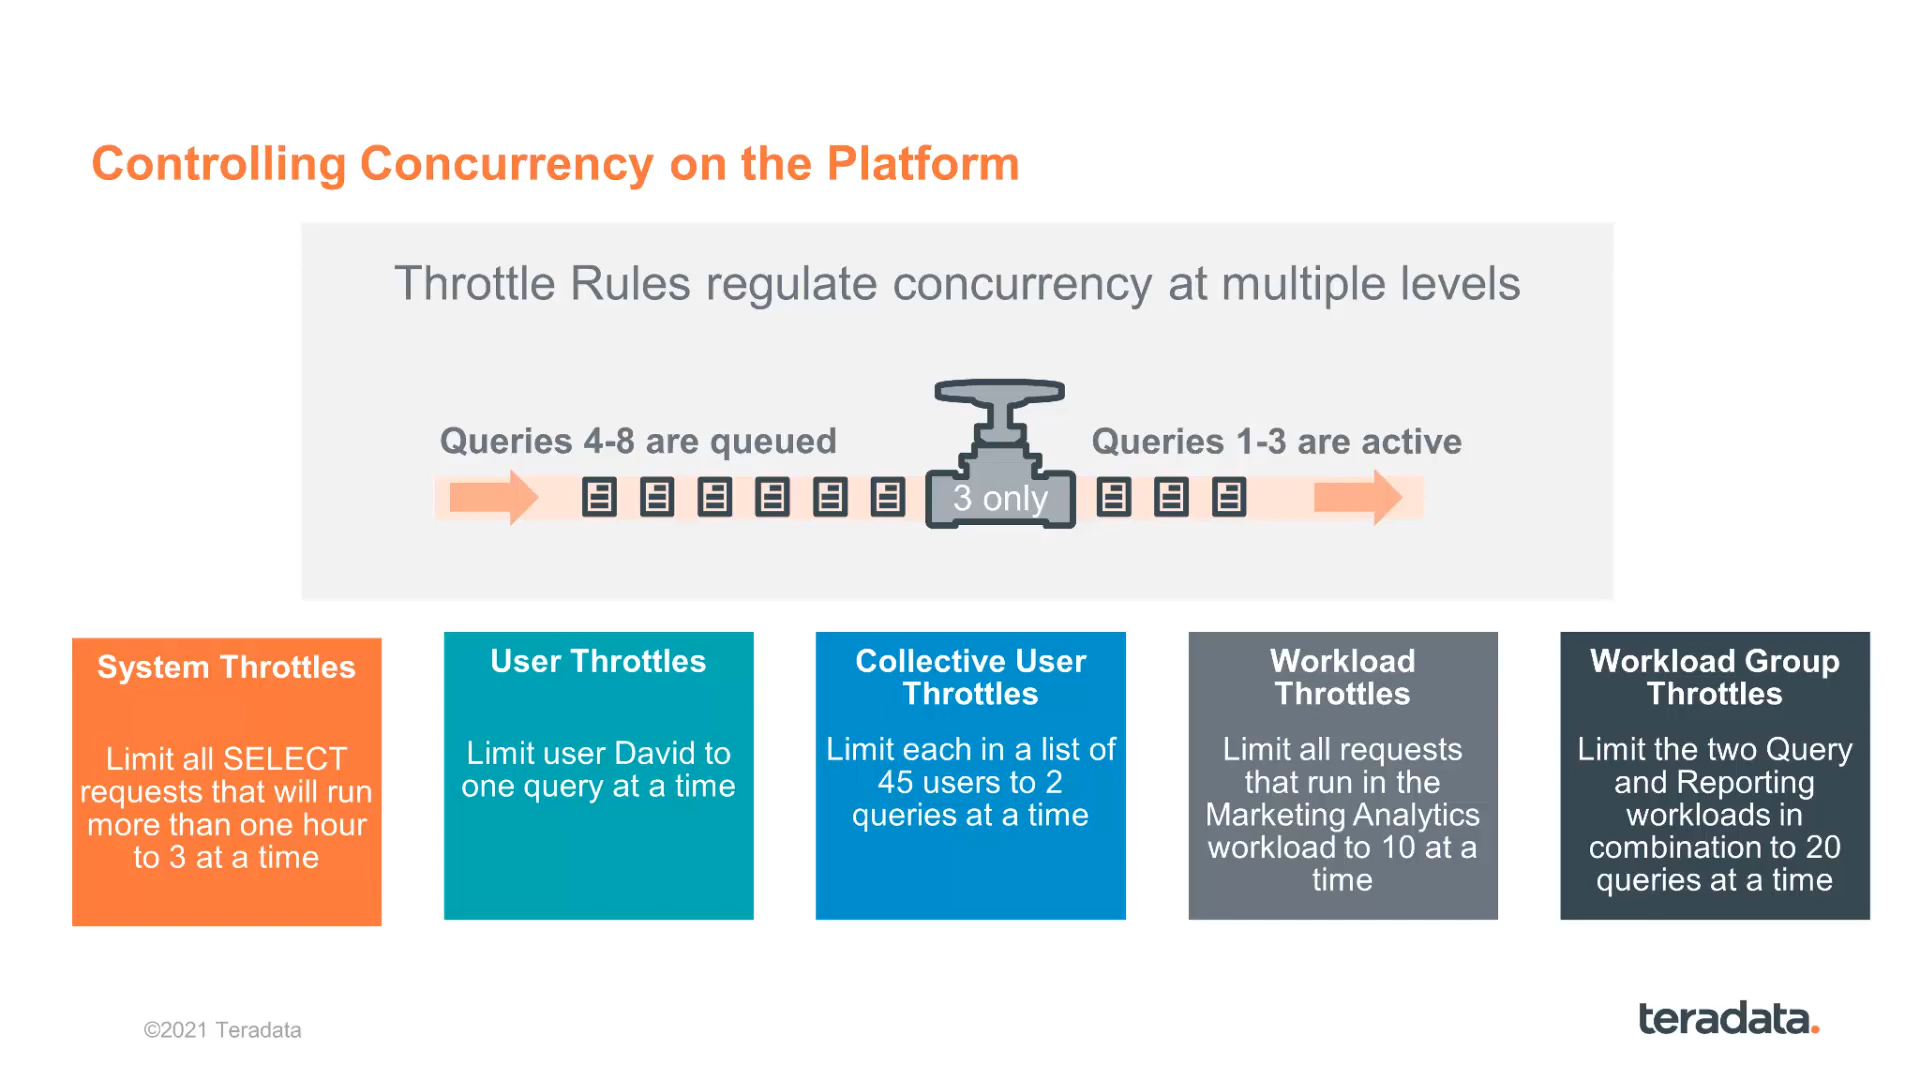 Controlling Concurrency on the Platform
Throttle Rules regulate concurrency at multiple levels
Queries 4-8 are queued
Queries 1-3 are active
3 only
System Throttles
Limit all SELECT
requests that will run
more than one hour
to 3 at a time
User Throttles
Limit user David to
one query at a time
Collective User
Throttles
Limit each in a list of
45 users to 2
queries at a time
Workload
Throttles
Limit all requests
that run in the
Marketing Analytics
workload to 10 at a
time
Workload Group
Throttles
Limit the two Query
and Reporting
workloads in
combination to 20
queries at a time
©2021 Teradata
teradata.